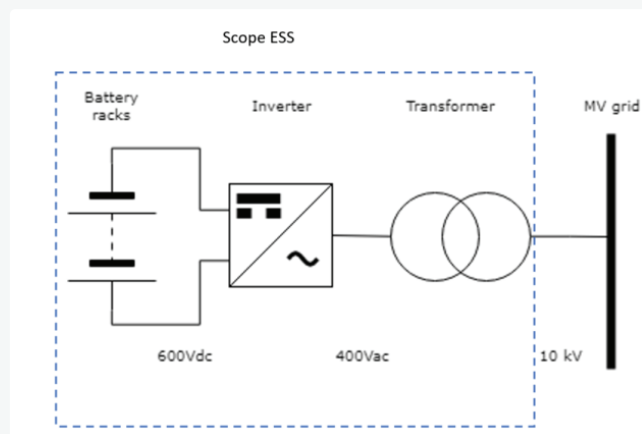 Scope ESS
Battery
racks
Inverter
Transformer
MV grid
600Vdc
400Vac
10 kV